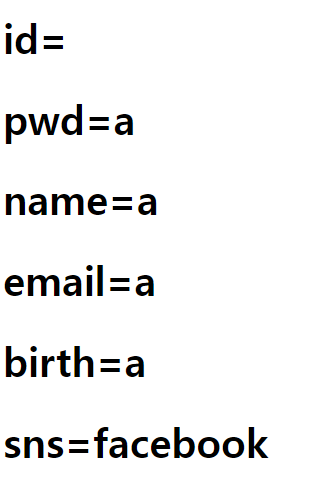 id=
pwd=a
name=a
email=a
birth=a
sns=facebook